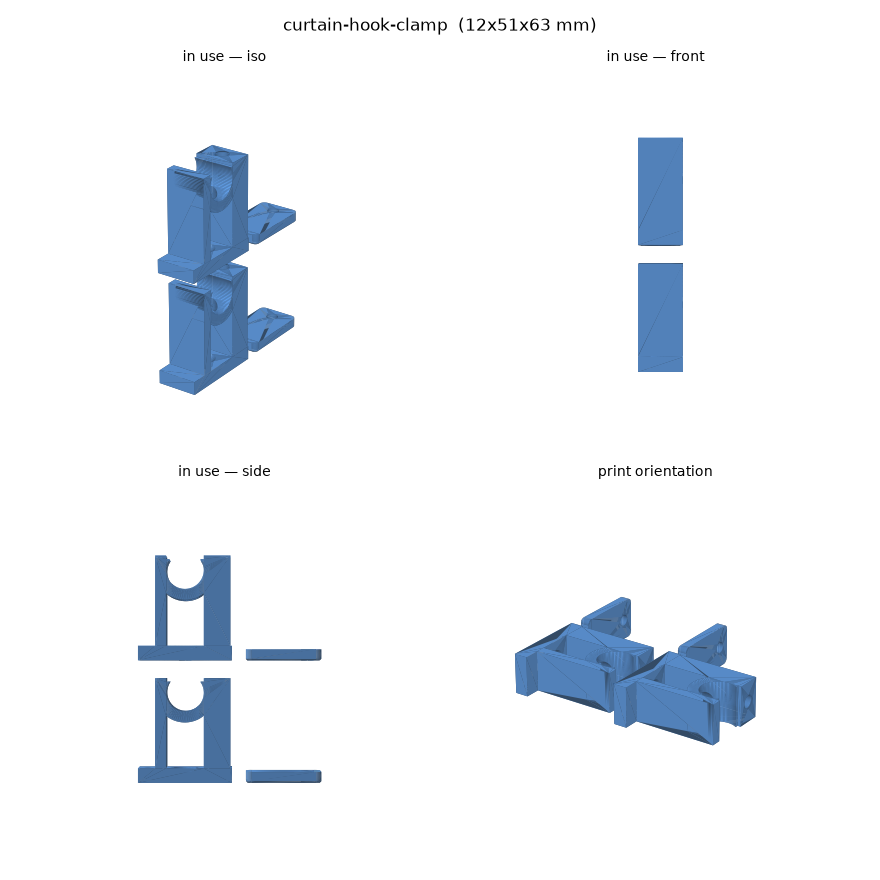 curtain-hook-clamp (12x51x63 mm)
in use — iso
in use — front
in use — side
print orientation